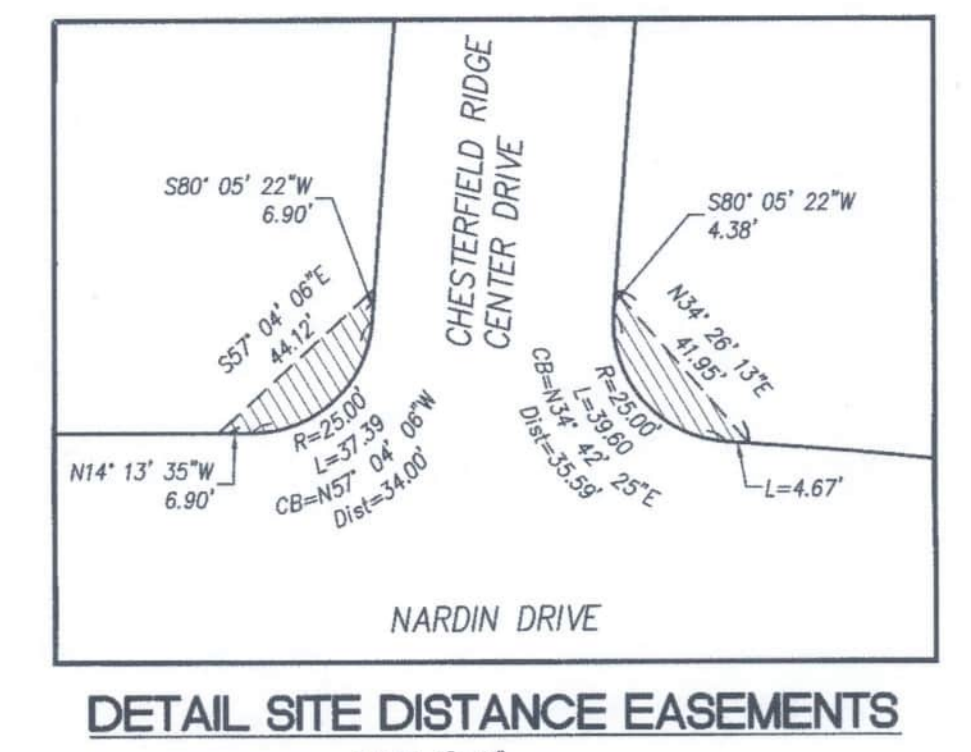 CHESTERFIELD RIDGE
CENTER DRIVE
S80° 05' 22"W
6.90'
S80° 05' 22"W
4.38'
S57° 04' 06"E
44.12'
N34° 26' 13"E
41.95'
R=25.00'
L=37.39
CB=N57° 04' 06"W
Dist=34.00'
R=25.00'
L=39.60
CB=N34° 42' 25"E
Dist=35.59'
N14° 13' 35"W
6.90'
L=4.67'
NARDIN DRIVE
DETAIL SITE DISTANCE EASEMENTS